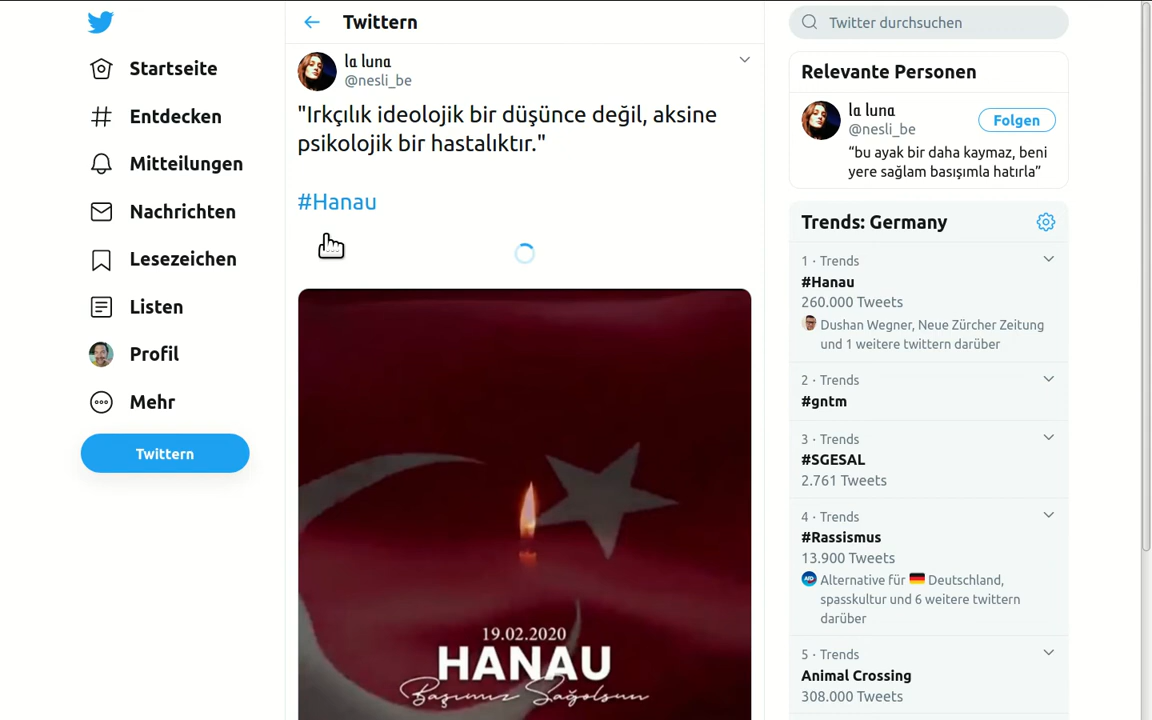 Startseite
Entdecken
Mitteilungen
Nachrichten
Lesezeichen
Listen
Profil
Mehr
Twittern
Twittern
la luna
@nesli_be
"Irkçılık ideolojik bir düşünce değil, aksine
psikolojik bir hastalıktır."
#Hanau
19.02.2020
HANAU
Başımız Sağolsun
Twitter durchsuchen
Relevante Personen
la luna
@nesli_be
Folgen
“bu ayak bir daha kaymaz, beni
yere sağlam basışımla hatırla”
Trends: Germany
1 · Trends
#Hanau
260.000 Tweets
Dushan Wegner, Neue Zürcher Zeitung
und 1 weitere twittern darüber
2 · Trends
#gntm
3 · Trends
#SGESAL
2.761 Tweets
4 · Trends
#Rassismus
13.900 Tweets
AfD
Alternative für Deutschland,
spasskultur und 6 weitere twittern
darüber
5 · Trends
Animal Crossing
308.000 Tweets